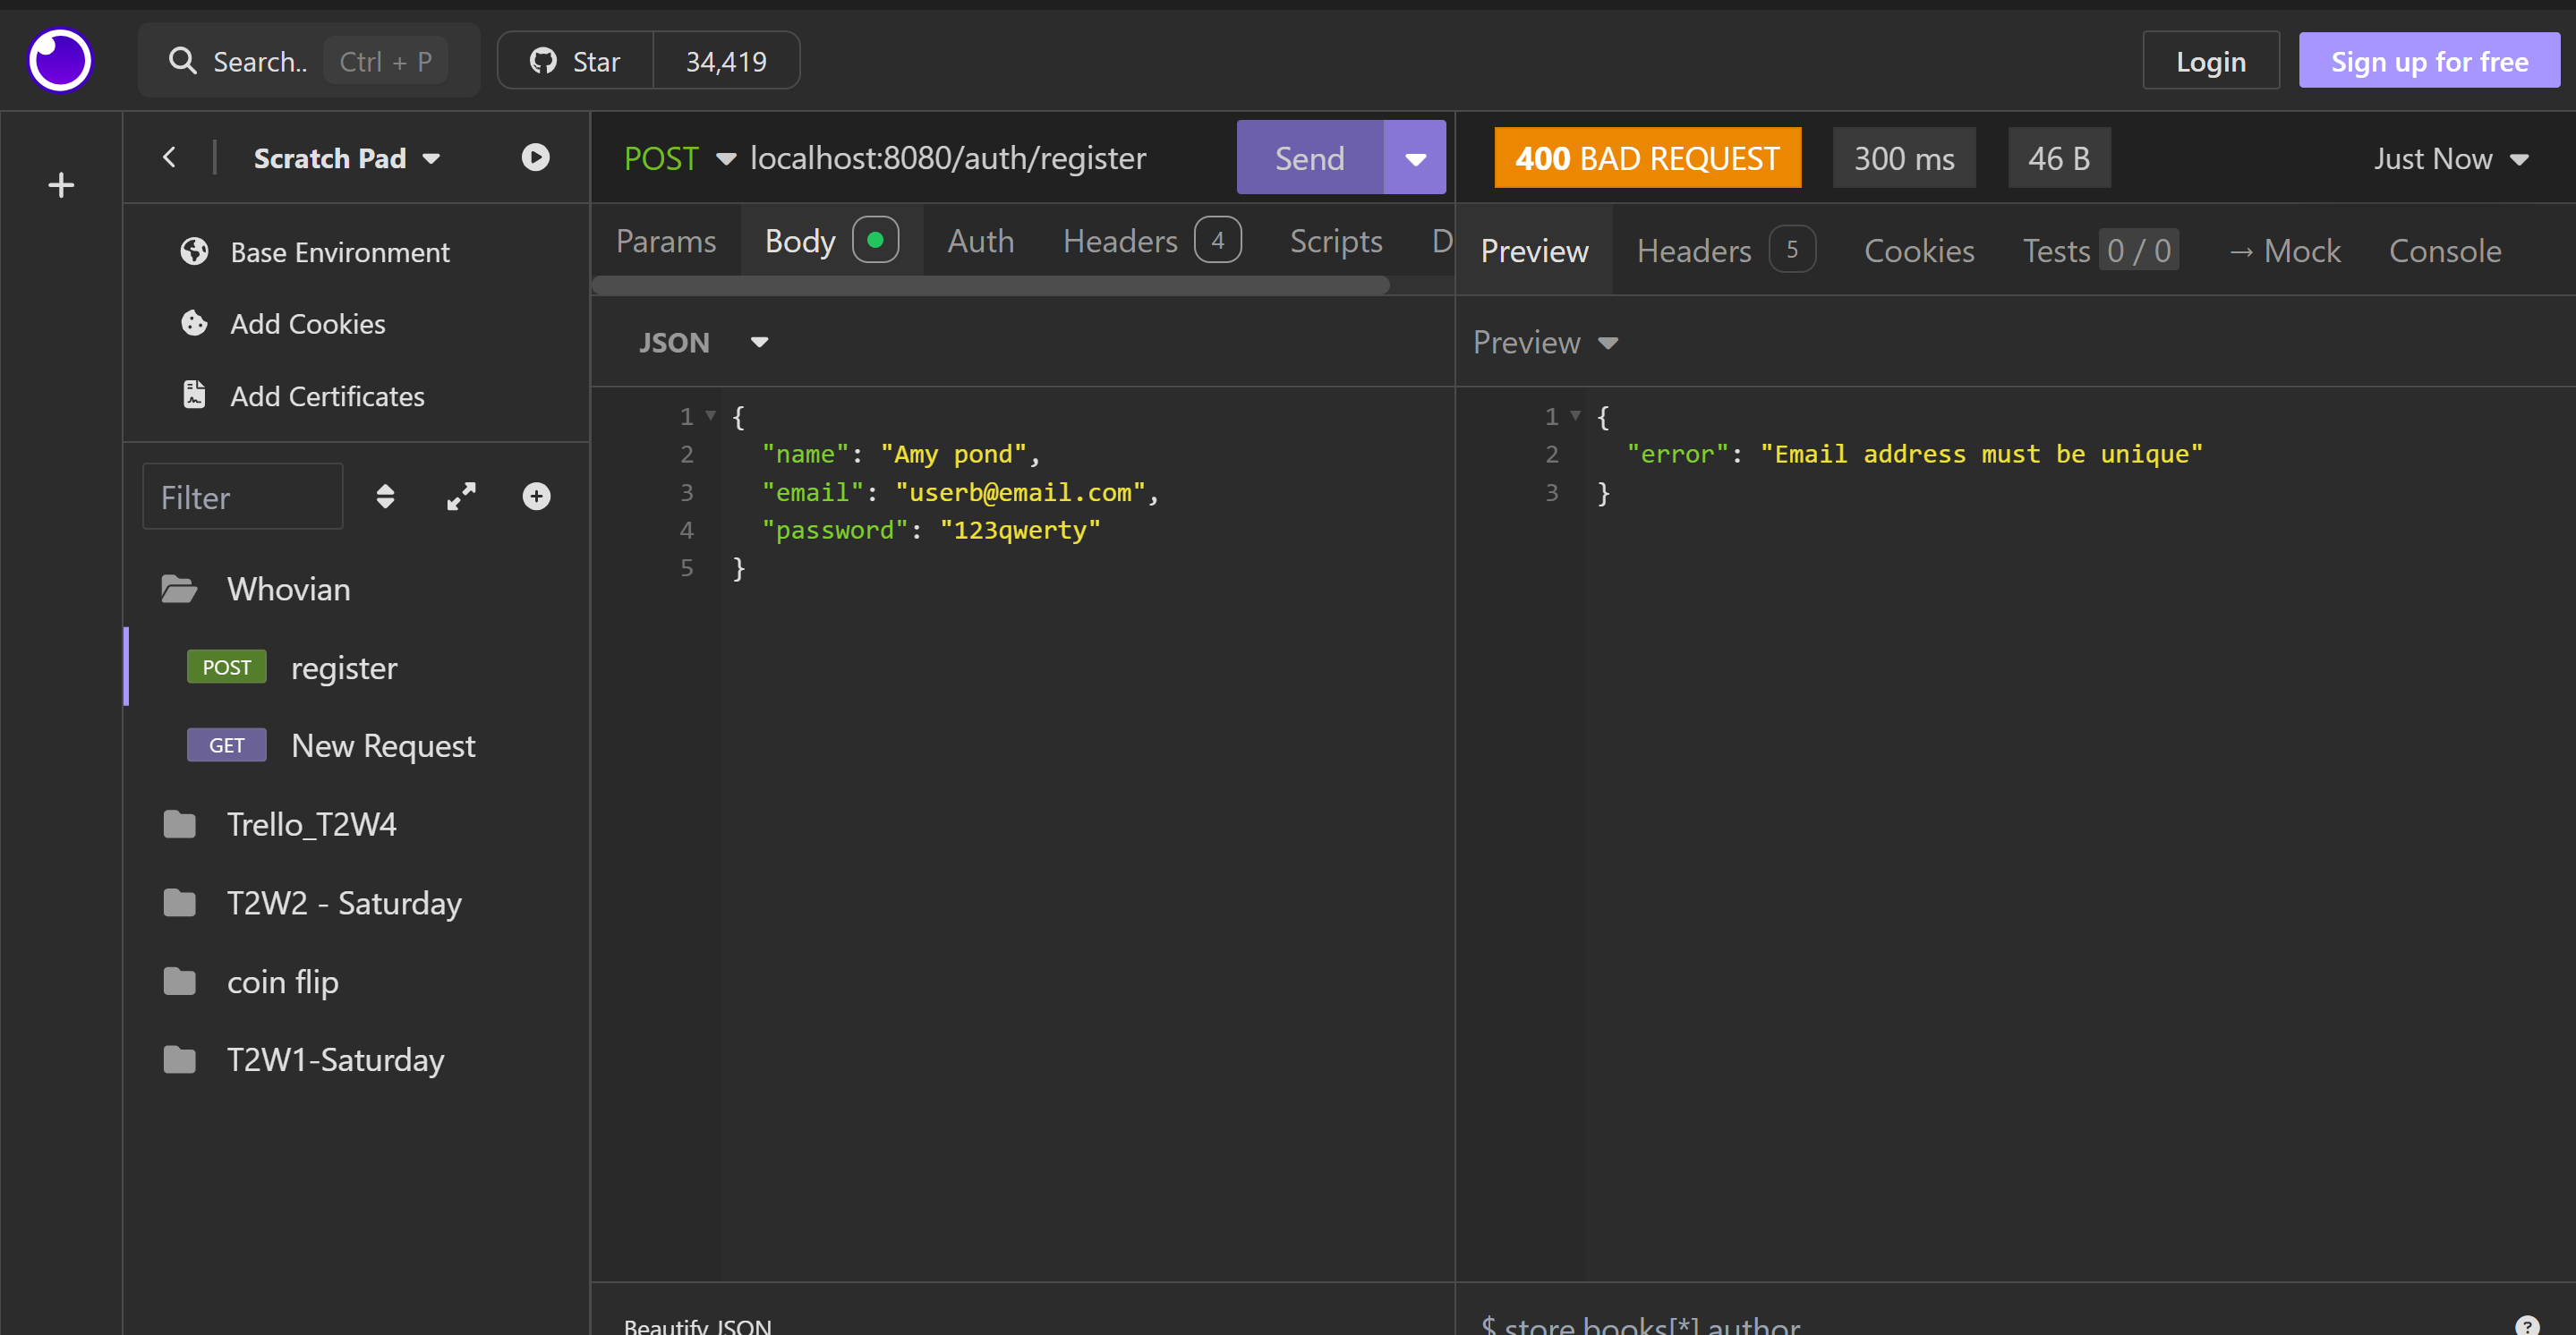 Search.. Ctrl + P Star 34,419 Login Sign up for free
Scratch Pad
Base Environment
Add Cookies
Add Certificates
Filter
Whovian
POST register
GET New Request
Trello_T2W4
T2W2 - Saturday
coin flip
T2W1-Saturday
POST localhost:8080/auth/register Send
Params Body Auth Headers 4 Scripts D
JSON
1 {
2 "name": "Amy pond",
3 "email": "userb@email.com",
4 "password": "123qwerty"
5 }
Beautify JSON
400 BAD REQUEST 300 ms 46 B Just Now
Preview Headers 5 Cookies Tests 0 / 0 → Mock Console
Preview
1 {
2 "error": "Email address must be unique"
3 }
$.store.books[*].author